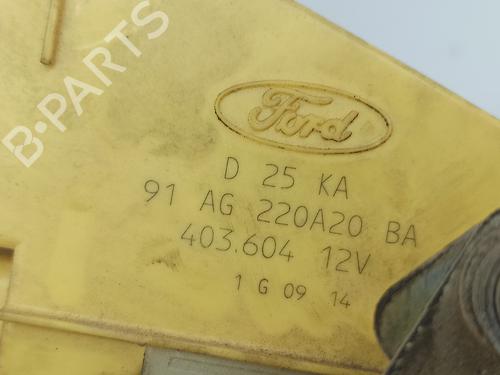 B-PARTS
Ford
D 25 KA
91 AG 220A20 BA
403.604 12V
1 G 09 14